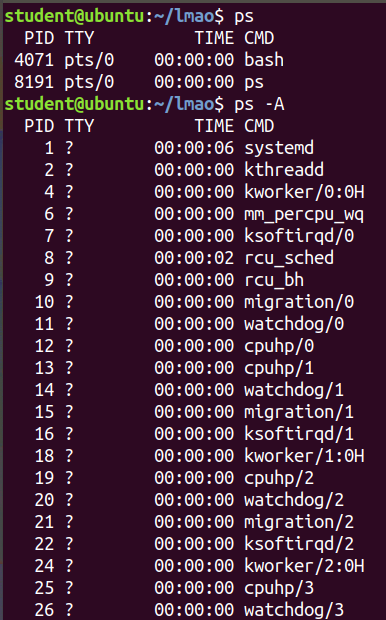 student@ubuntu:~/lmao$ ps
PID TTY TIME CMD
4071 pts/0 00:00:00 bash
8191 pts/0 00:00:00 ps
student@ubuntu:~/lmao$ ps -A
PID TTY TIME CMD
1 ? 00:00:06 systemd
2 ? 00:00:00 kthreadd
4 ? 00:00:00 kworker/0:0H
6 ? 00:00:00 mm_percpu_wq
7 ? 00:00:00 ksoftirqd/0
8 ? 00:00:02 rcu_sched
9 ? 00:00:00 rcu_bh
10 ? 00:00:00 migration/0
11 ? 00:00:00 watchdog/0
12 ? 00:00:00 cpuhp/0
13 ? 00:00:00 cpuhp/1
14 ? 00:00:00 watchdog/1
15 ? 00:00:00 migration/1
16 ? 00:00:00 ksoftirqd/1
18 ? 00:00:00 kworker/1:0H
19 ? 00:00:00 cpuhp/2
20 ? 00:00:00 watchdog/2
21 ? 00:00:00 migration/2
22 ? 00:00:00 ksoftirqd/2
24 ? 00:00:00 kworker/2:0H
25 ? 00:00:00 cpuhp/3
26 ? 00:00:00 watchdog/3